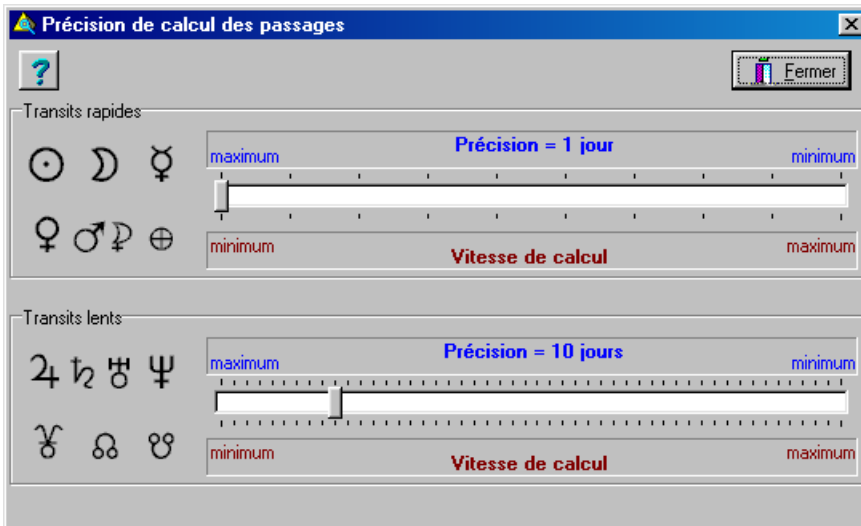 Précision de calcul des passages
?
Fermer
Transits rapides
Précision = 1 jour
maximum
minimum
minimum
maximum
Vitesse de calcul
Transits lents
Précision = 10 jours
maximum
minimum
minimum
maximum
Vitesse de calcul